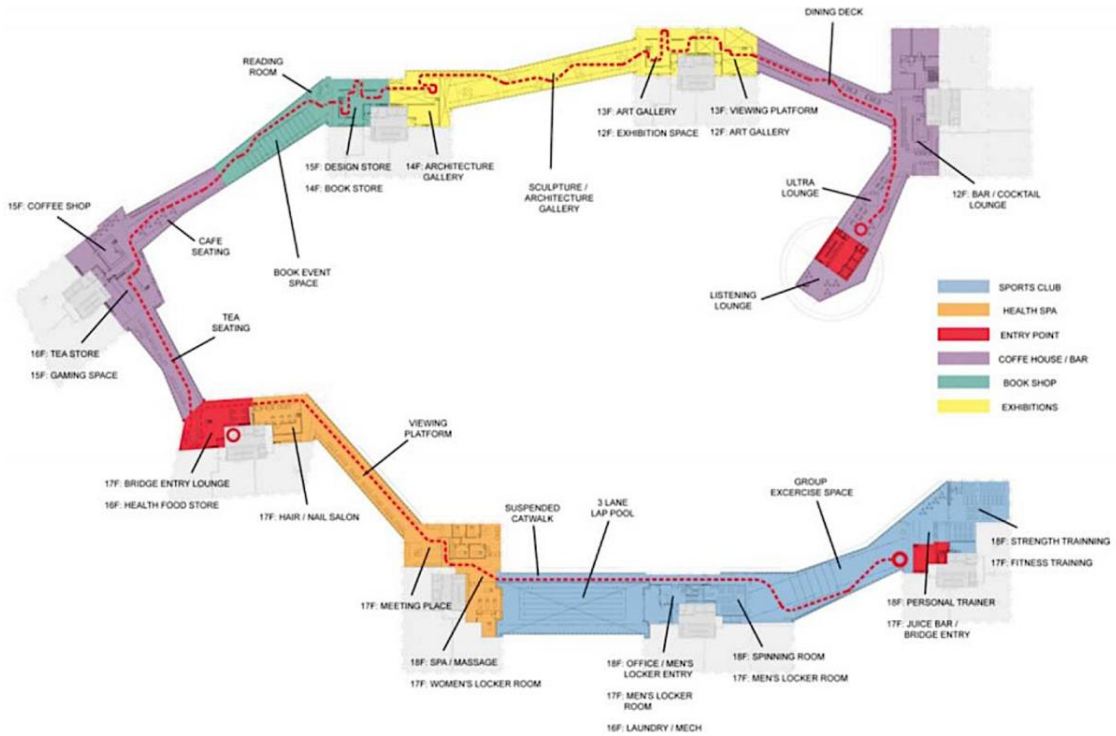 DINING DECK
READING
ROOM
13F: ART GALLERY
12F: EXHIBITION SPACE
13F: VIEWING PLATFORM
12F: ART GALLERY
15F: DESIGN STORE
14F: BOOK STORE
14F: ARCHITECTURE
GALLERY
SCULPTURE /
ARCHITECTURE
GALLERY
ULTRA
LOUNGE
12F: BAR / COCKTAIL
LOUNGE
15F: COFFEE SHOP
CAFE
SEATING
BOOK EVENT
SPACE
LISTENING
LOUNGE
TEA
SEATING
16F: TEA STORE
15F: GAMING SPACE
SPORTS CLUB
HEALTH SPA
ENTRY POINT
COFFE HOUSE / BAR
BOOK SHOP
EXHIBITIONS
VIEWING
PLATFORM
17F: BRIDGE ENTRY LOUNGE
16F: HEALTH FOOD STORE
17F: HAIR / NAIL SALON
SUSPENDED
CATWALK
3 LANE
LAP POOL
GROUP
EXCERCISE SPACE
18F: STRENGTH TRAINNING
17F: FITNESS TRAINING
17F: MEETING PLACE
18F: PERSONAL TRAINER
17F: JUICE BAR /
BRIDGE ENTRY
18F: SPA / MASSAGE
17F: WOMEN'S LOCKER ROOM
18F: OFFICE / MEN'S
LOCKER ENTRY
17F: MEN'S LOCKER
ROOM
16F: LAUNDRY / MECH
18F: SPINNING ROOM
17F: MEN'S LOCKER ROOM